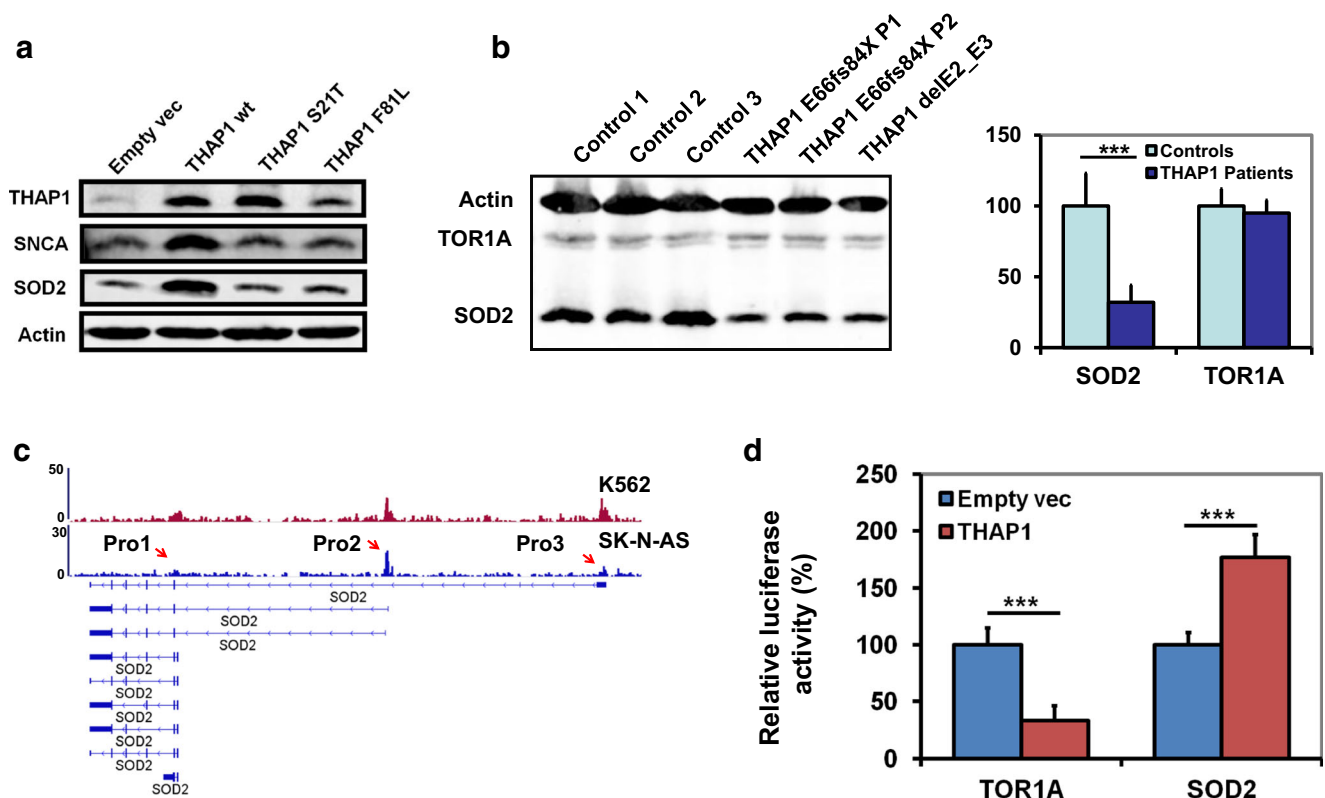 a
Empty vec
THAP1 wt
THAP1 S21T
THAP1 F81L
THAP1
SNCA
SOD2
Actin
b
Control 1
Control 2
Control 3
THAP1 E66fs84X P1
THAP1 E66fs84X P2
THAP1 delE2_E3
Actin
TOR1A
SOD2
150
100
50
0
***
Controls
THAP1 Patients
SOD2
TOR1A
c
50
0
K562
30
0
Pro1
Pro2
Pro3
SK-N-AS
SOD2
SOD2
SOD2
SOD2
SOD2
SOD2
SOD2
SOD2
SOD2
d
Relative luciferase
activity (%)
250
200
150
100
50
0
Empty vec
THAP1
***
***
TOR1A
SOD2